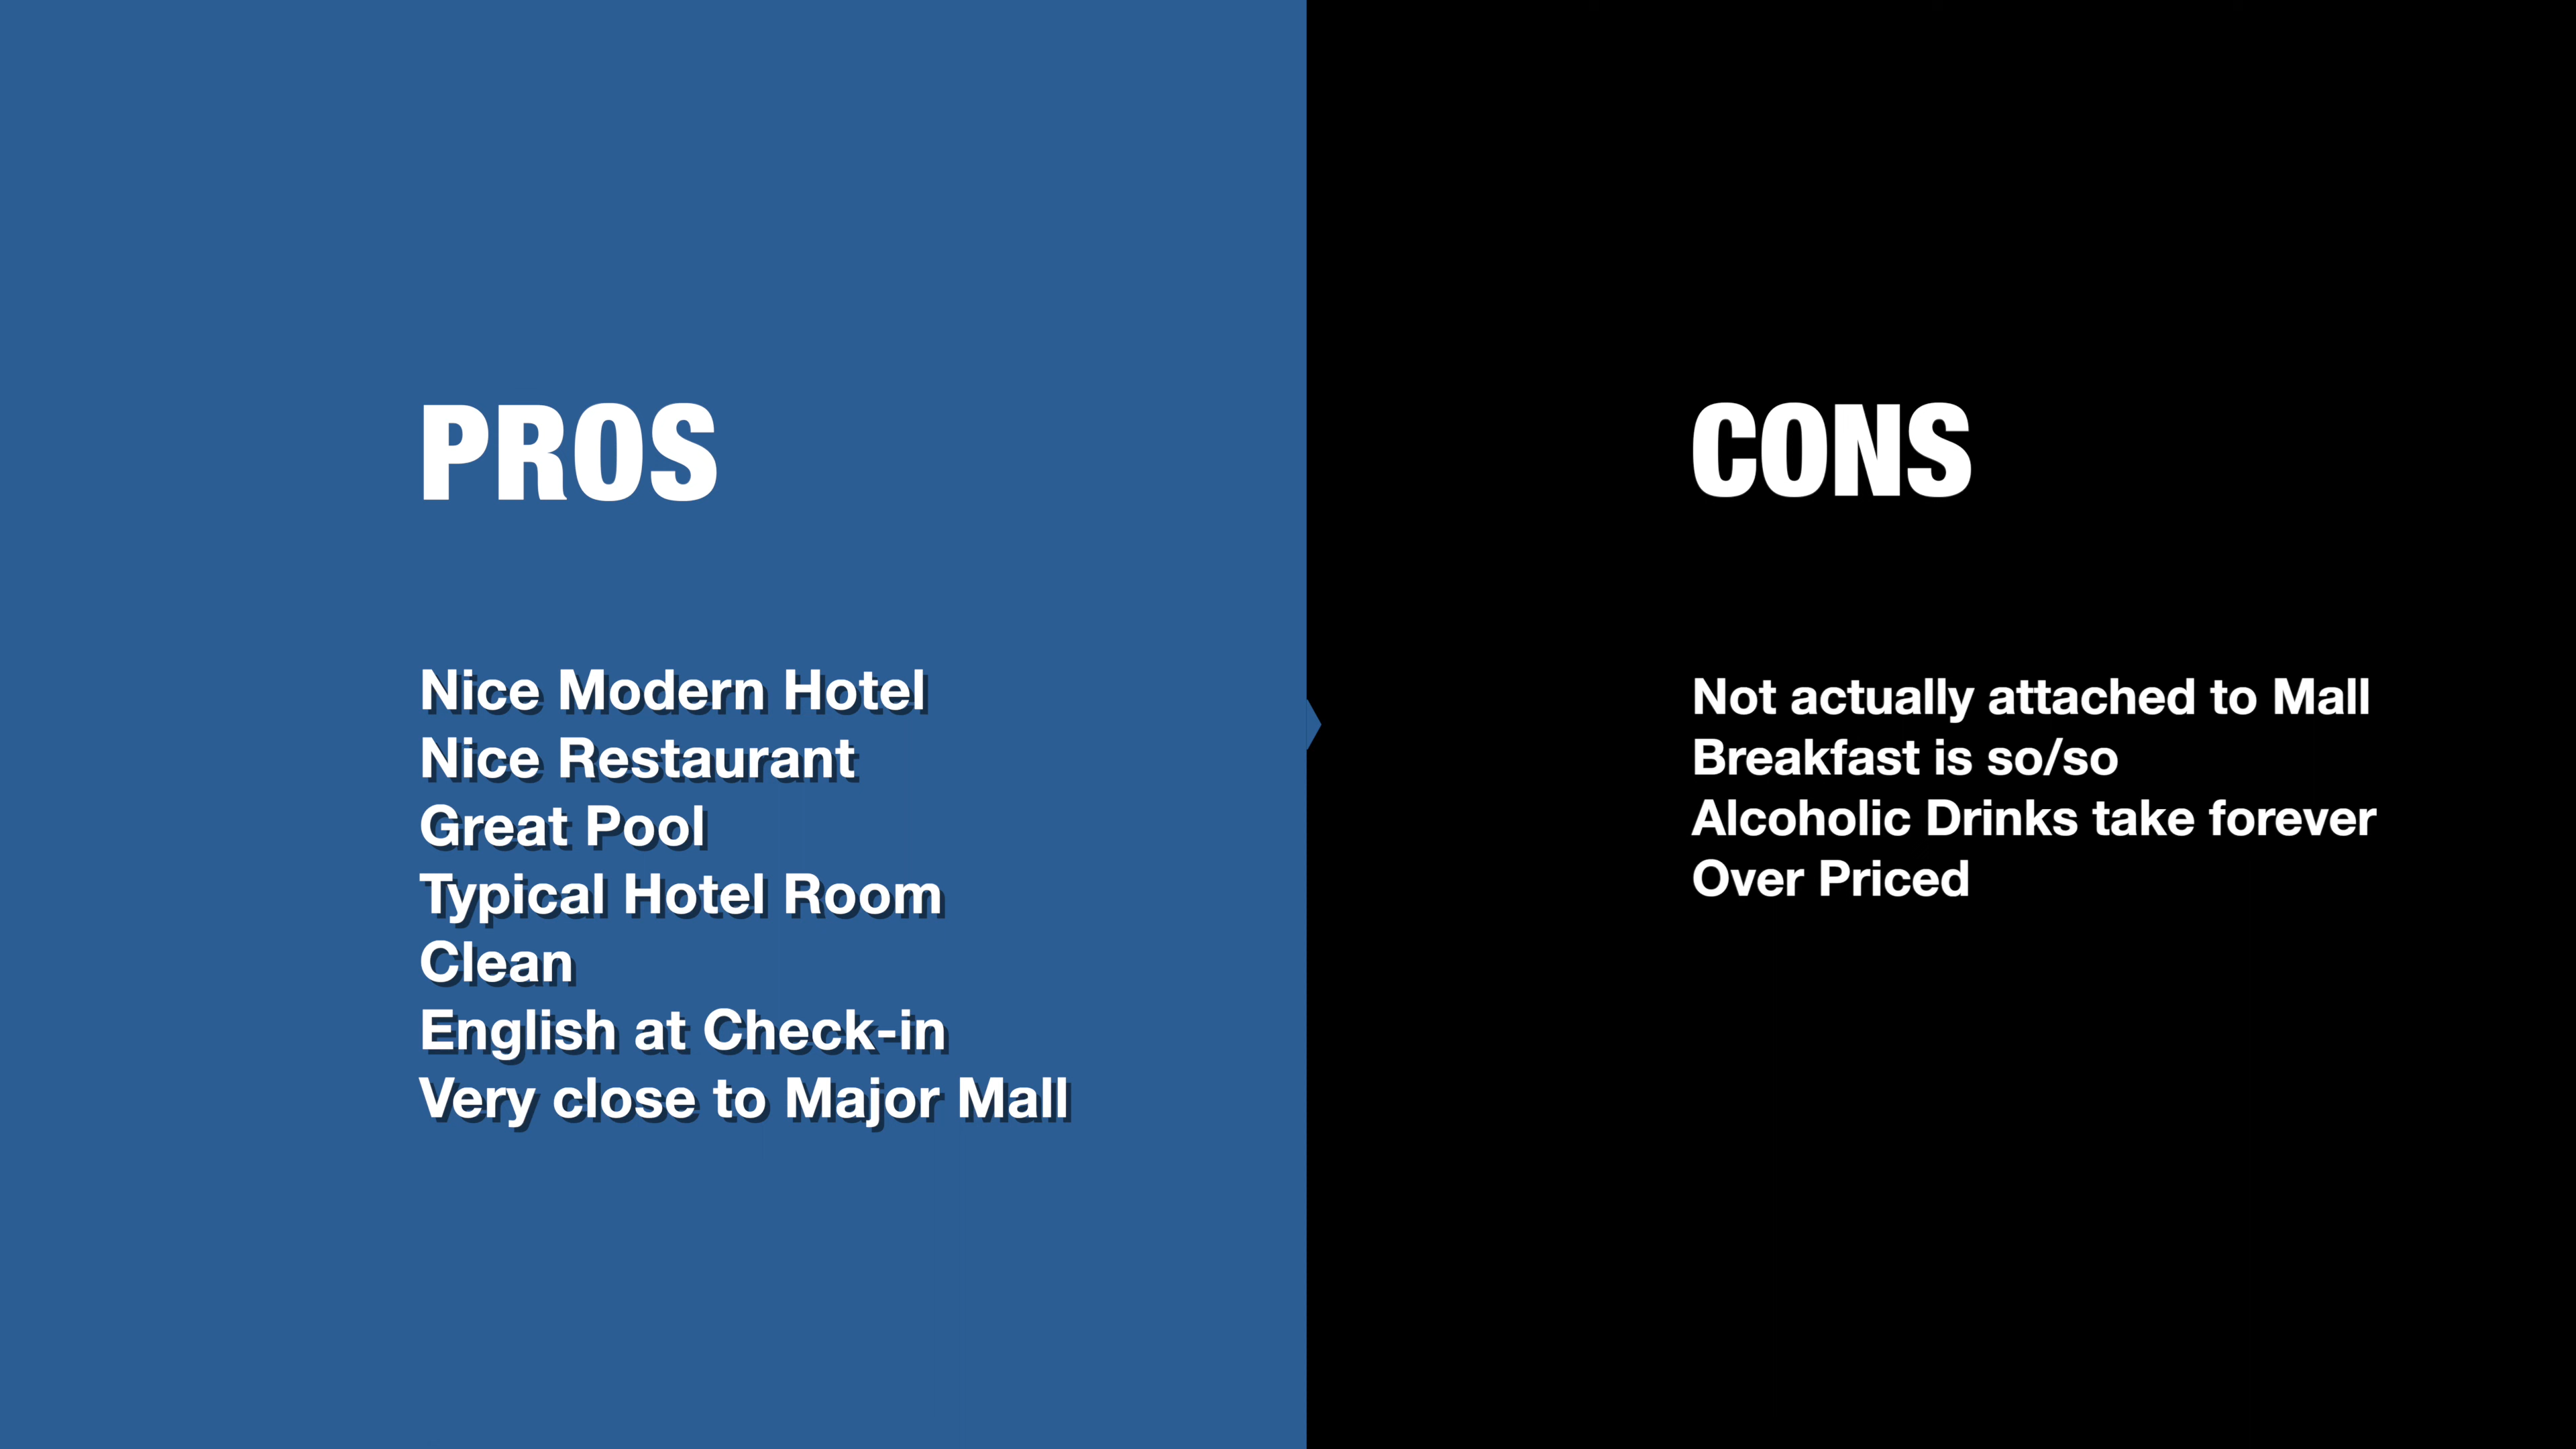 PROS
Nice Modern Hotel
Nice Restaurant
Great Pool
Typical Hotel Room
Clean
English at Check-in
Very close to Major Mall
CONS
Not actually attached to Mall
Breakfast is so/so
Alcoholic Drinks take forever
Over Priced